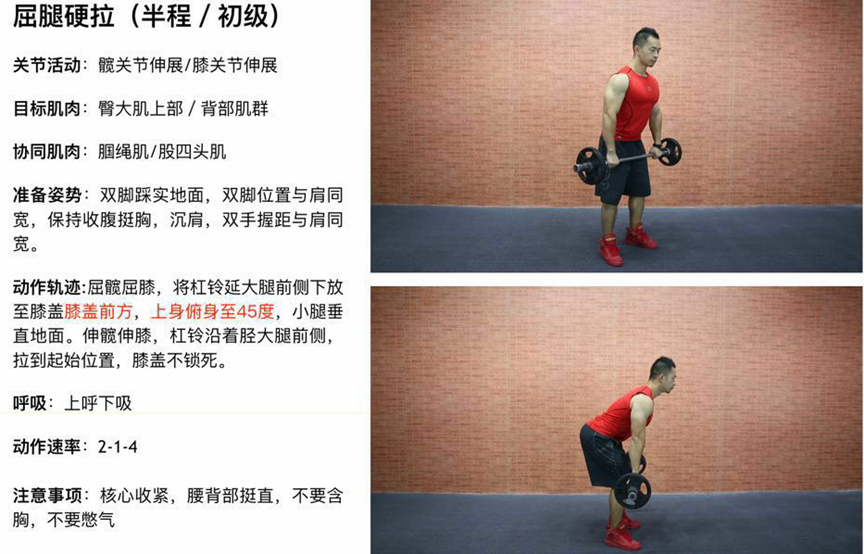 屈腿硬拉（半程 / 初级）
关节活动：髋关节伸展/膝关节伸展
目标肌肉：臀大肌上部 / 背部肌群
协同肌肉：腘绳肌/股四头肌
准备姿势：双脚踩实地面，双脚位置与肩同
宽，保持收腹挺胸，沉肩，双手握距与肩同
宽。
动作轨迹:屈髋屈膝，将杠铃延大腿前侧下放
至膝盖膝盖前方，上身俯身至45度，小腿垂
直地面。伸髋伸膝，杠铃沿着胫大腿前侧，
拉到起始位置，膝盖不锁死。
呼吸：上呼下吸
动作速率：2-1-4
注意事项：核心收紧，腰背部挺直，不要含
胸，不要憋气